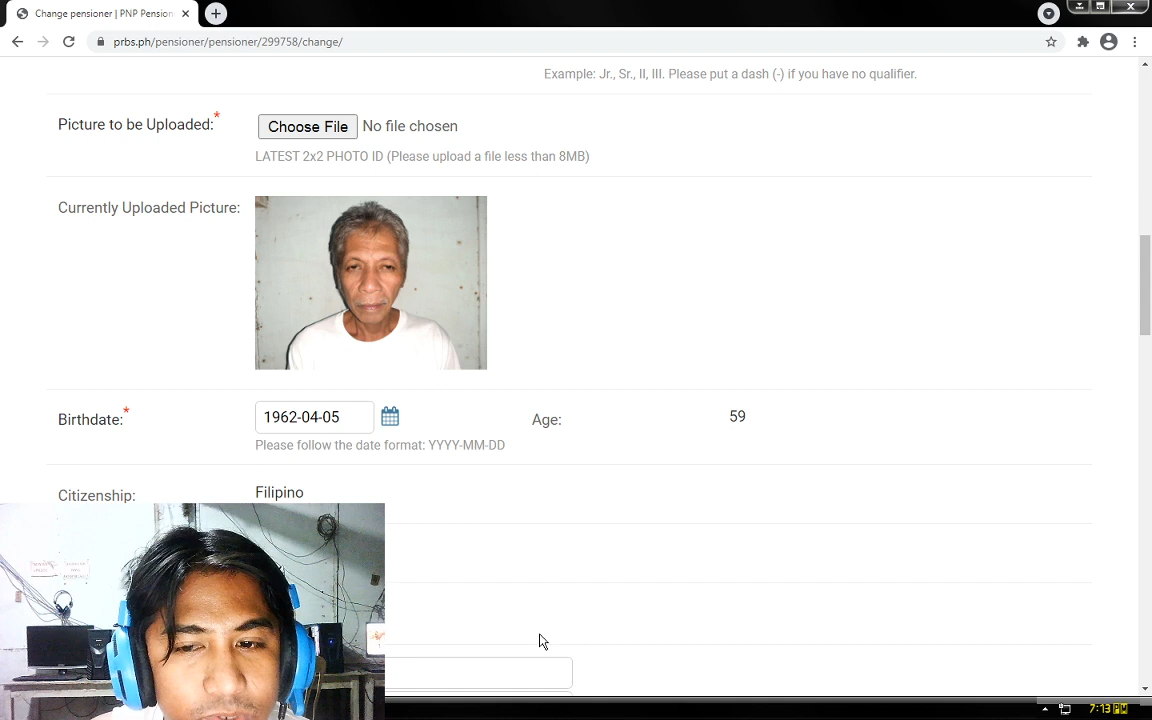 Change pensioner | PNP Pension
prbs.ph/pensioner/pensioner/299758/change/
Example: Jr., Sr., II, III. Please put a dash (-) if you have no qualifier.
Picture to be Uploaded:*
Choose File No file chosen
LATEST 2x2 PHOTO ID (Please upload a file less than 8MB)
Currently Uploaded Picture:
Birthdate:* 1962-04-05 Age: 59
Please follow the date format: YYYY-MM-DD
Citizenship: Filipino
7:13 PM